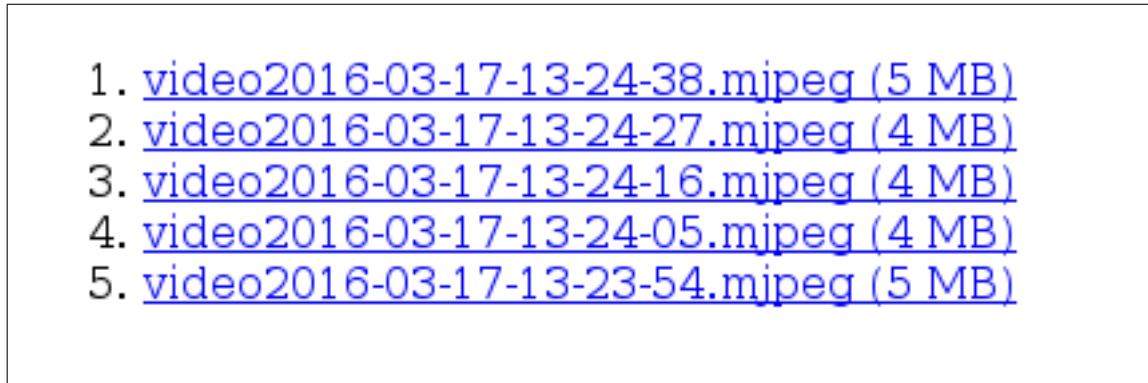 1. video2016-03-17-13-24-38.mjpeg (5 MB)
2. video2016-03-17-13-24-27.mjpeg (4 MB)
3. video2016-03-17-13-24-16.mjpeg (4 MB)
4. video2016-03-17-13-24-05.mjpeg (4 MB)
5. video2016-03-17-13-23-54.mjpeg (5 MB)